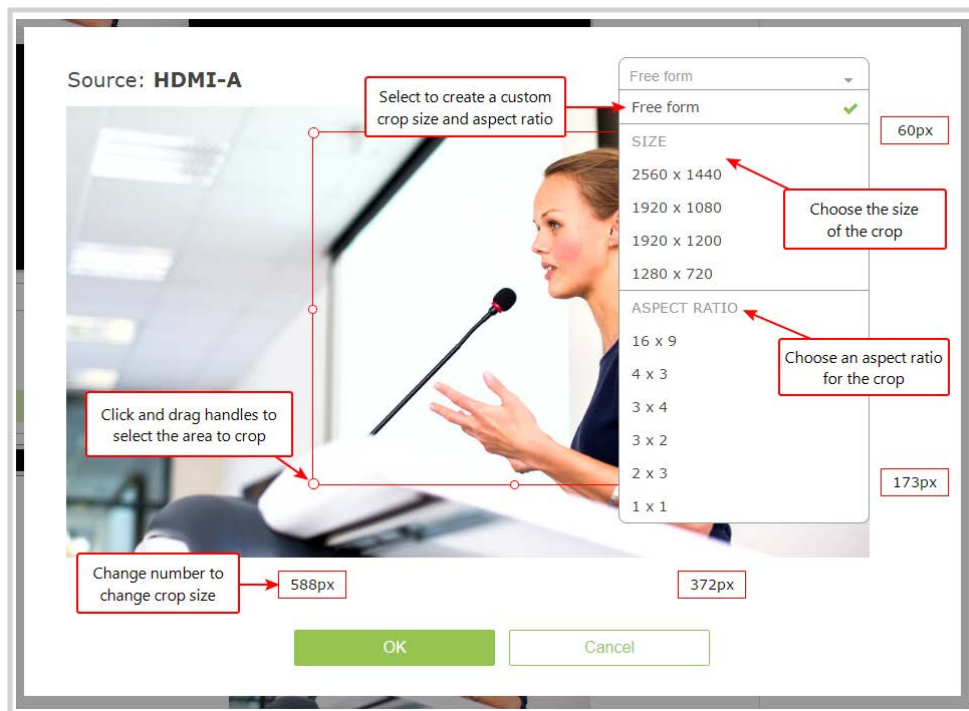 Source: HDMI-A
Free form
Select to create a custom
crop size and aspect ratio
Free form
60px
SIZE
2560 x 1440
1920 x 1080
Choose the size
of the crop
1920 x 1200
1280 x 720
ASPECT RATIO
16 x 9
Choose an aspect ratio
for the crop
4 x 3
3 x 4
Click and drag handles to
select the area to crop
3 x 2
2 x 3
173px
1 x 1
Change number to
change crop size
588px
372px
OK
Cancel